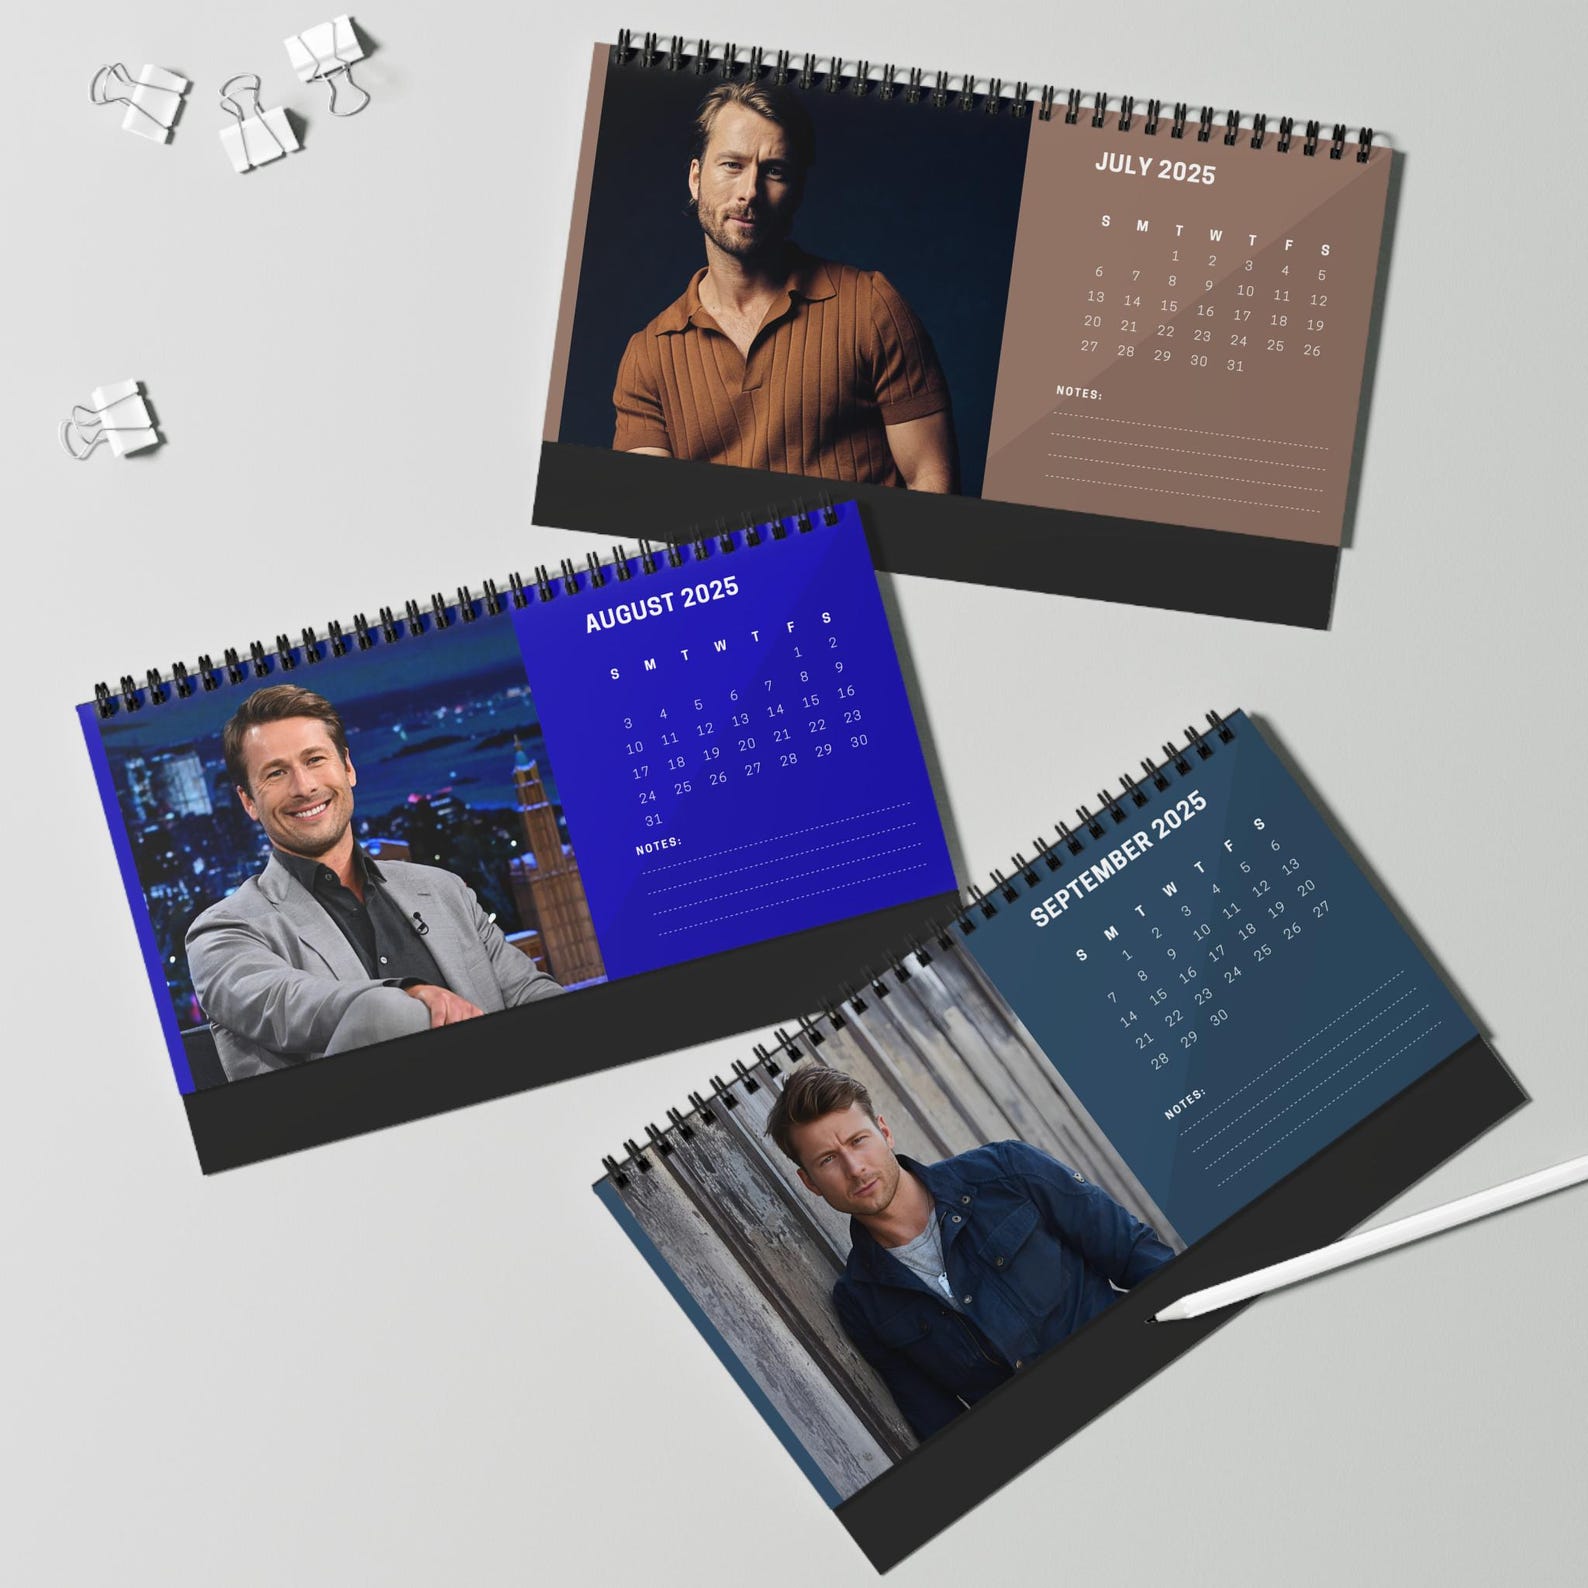 JULY 2025
S M T W T F S
1 2 3 4 5
6 7 8 9 10 11 12
13 14 15 16 17 18 19
20 21 22 23 24 25 26
27 28 29 30 31
NOTES:
AUGUST 2025
S M T W T F S
1 2
3 4 5 6 7 8 9
10 11 12 13 14 15 16
17 18 19 20 21 22 23
24 25 26 27 28 29 30
31
NOTES:
SEPTEMBER 2025
S M T W T F S
1 2 3 4 5 6
7 8 9 10 11 12 13
14 15 16 17 18 19 20
21 22 23 24 25 26 27
28 29 30
NOTES: